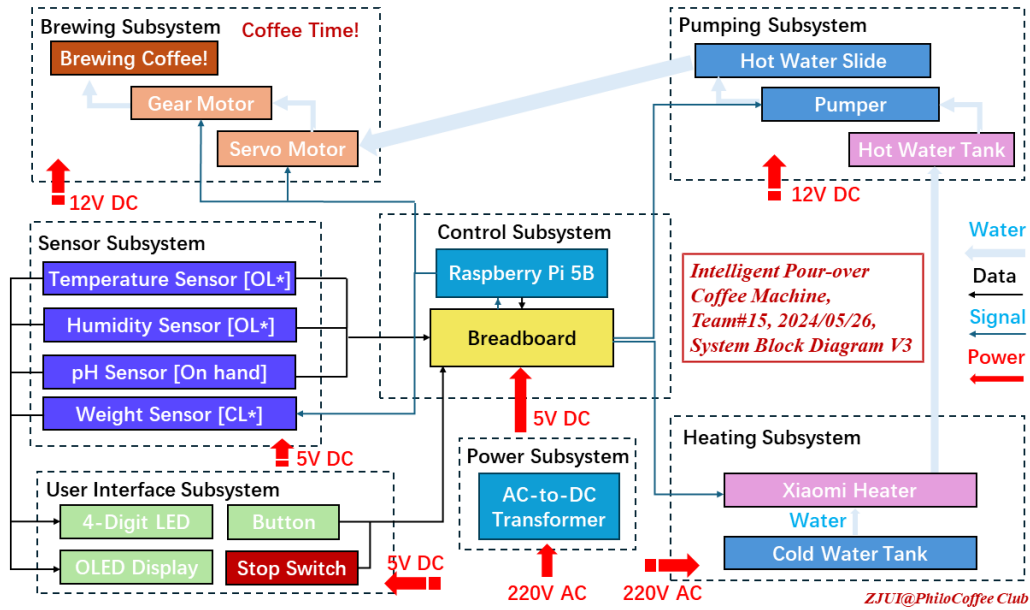 Brewing Subsystem
Coffee Time!
Brewing Coffee!
Gear Motor
Servo Motor
12V DC
Pumping Subsystem
Hot Water Slide
Pumper
Hot Water Tank
12V DC
Sensor Subsystem
Temperature Sensor [OL*]
Humidity Sensor [OL*]
pH Sensor [On hand]
Weight Sensor [CL*]
5V DC
Control Subsystem
Raspberry Pi 5B
Breadboard
5V DC
Intelligent Pour-over
Coffee Machine,
Team#15, 2024/05/26,
System Block Diagram V3
Water
Data
Signal
Power
User Interface Subsystem
4-Digit LED
Button
OLED Display
Stop Switch
5V DC
Power Subsystem
AC-to-DC
Transformer
220V AC
220V AC
Heating Subsystem
Xiaomi Heater
Water
Cold Water Tank
ZJUI@PhiloCoffee Club